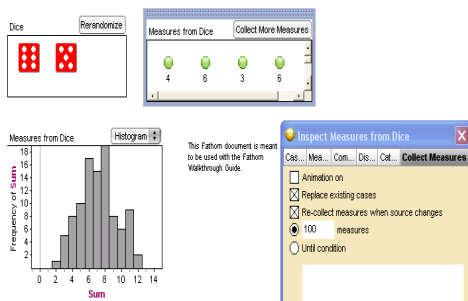 Dice
Rerandomize
Measures from Dice
Collect More Measures
4 6 3 6
Measures from Dice
Histogram
This Fathom document is meant
to be used with the Fathom
Walkthrough Guide.
Frequency of Sum
18
16
14
12
10
8
6
4
2
0 2 4 6 8 10 12 14
Sum
Inspect Measures from Dice
Cas... Mea... Com... Dis... Cat... Collect Measures
Animation on
Replace existing cases
Re-collect measures when source changes
100 measures
Until condition